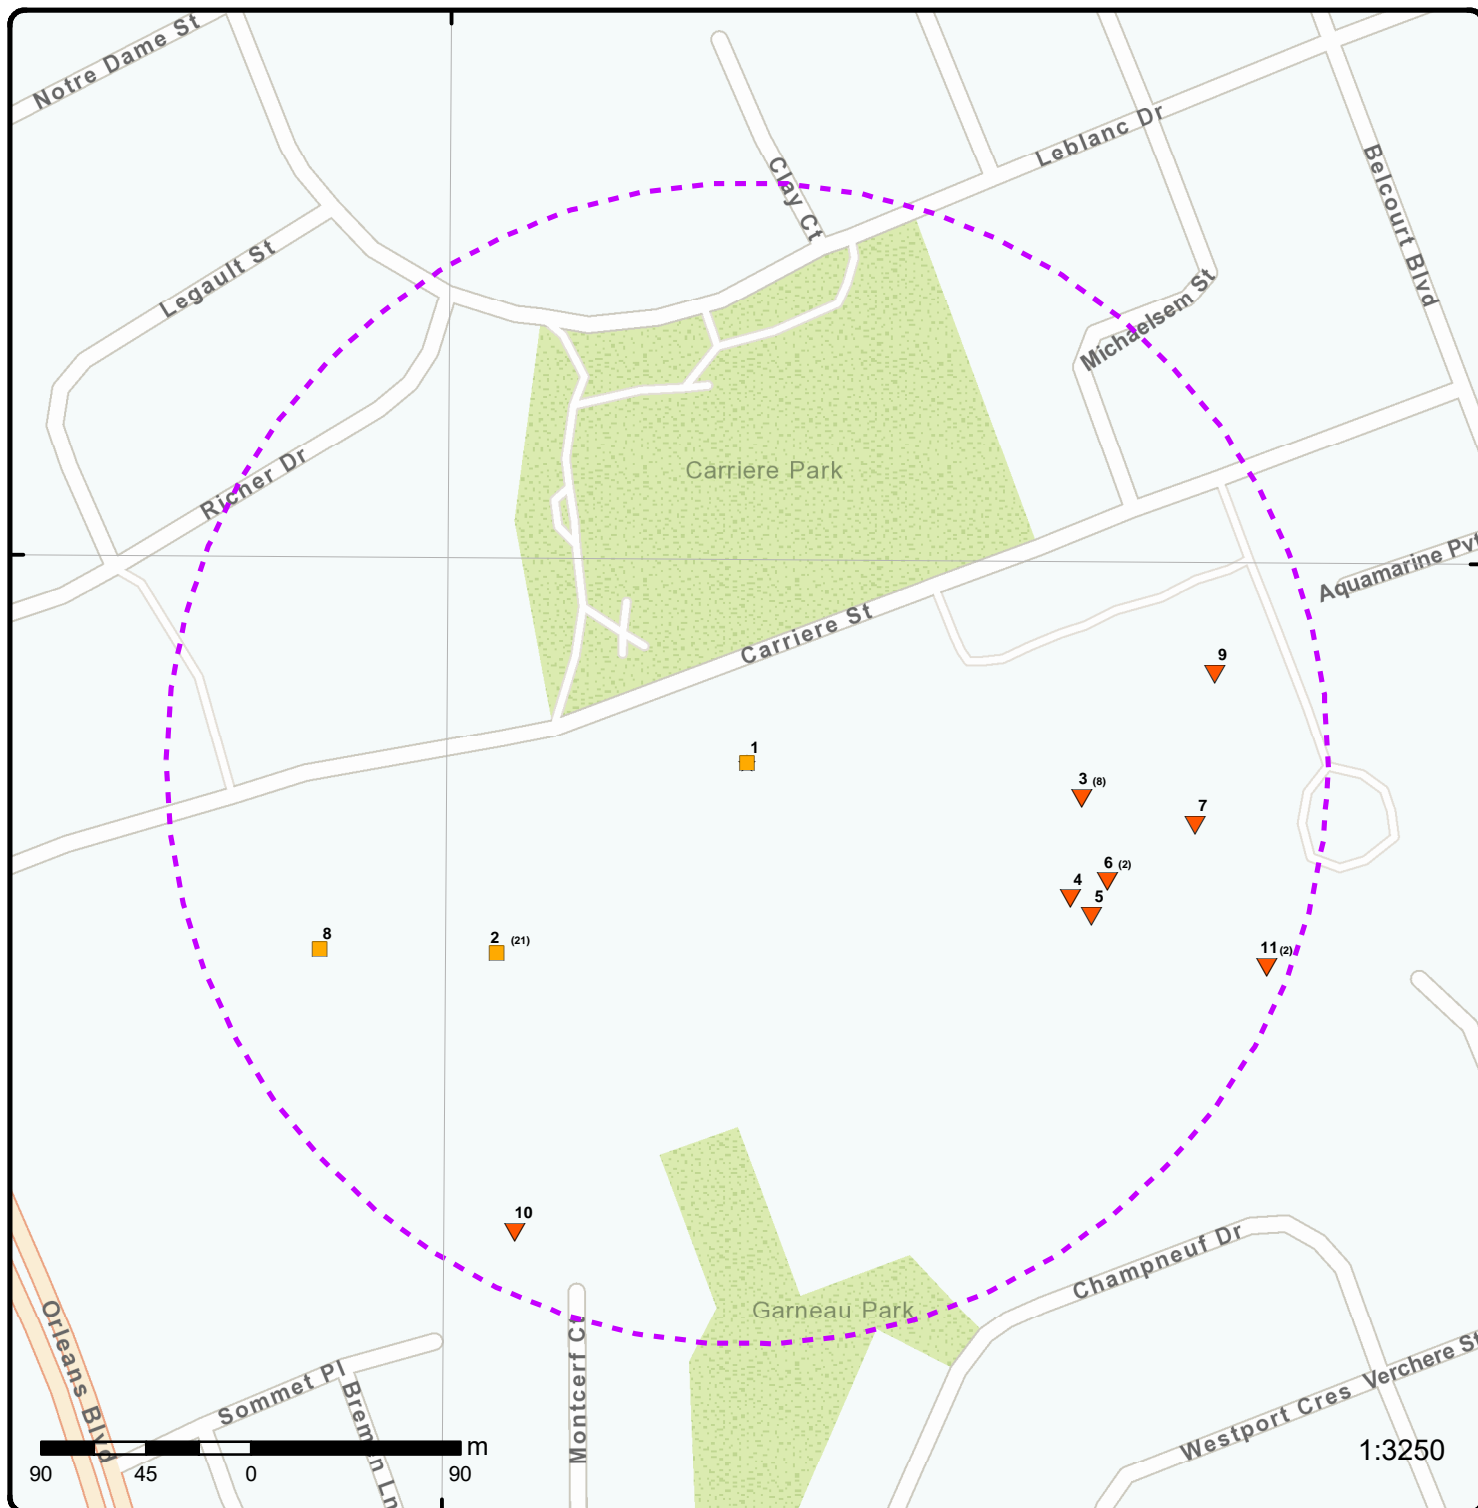 Notre Dame St
Clay Ct
Leblanc Dr
Belcourt Blvd
Legault St
Michaelsem St
Richer Dr
Carriere Park
Aquamarine Pvt
Carriere St
9
1
3 (8)
7
6 (2)
4
5
8
2 (21)
11 (2)
10
Champneuf Dr
Garneau Park
Orleans Blvd
Sommet Pl
Bremen Ln
Montcerf Ct
Westport Cres
Verchere St
m
1:3250
90 45 0 90